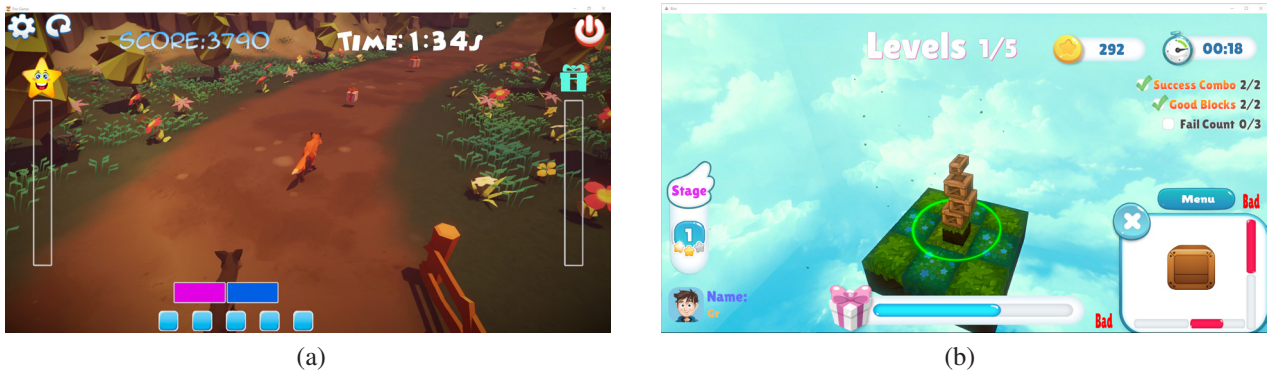 SCORE:3790
TIME:1:34s
(a)
Levels 1/5
292
00:18
Success Combo 2/2
Good Blocks 2/2
Fail Count 0/3
Stage
1
Menu
Bad
Name:
Gr
Bad
(b)